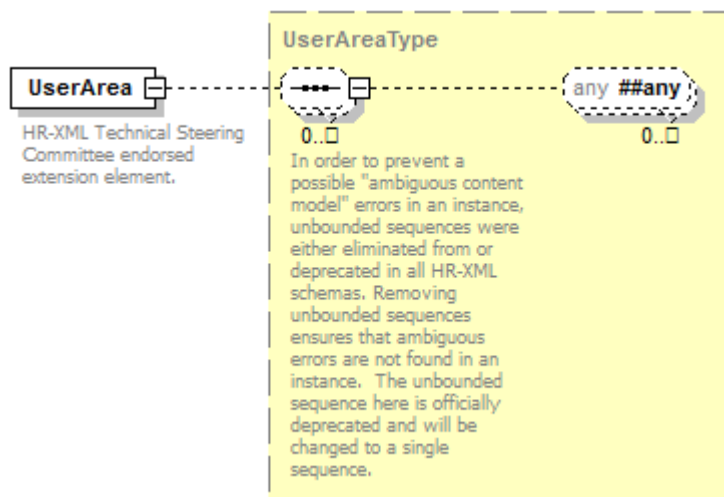 UserAreaType
UserArea
any ##any
0..□
0..□
HR-XML Technical Steering
Committee endorsed
extension element.
In order to prevent a
possible "ambiguous content
model" errors in an instance,
unbounded sequences were
either eliminated from or
deprecated in all HR-XML
schemas. Removing
unbounded sequences
ensures that ambiguous
errors are not found in an
instance.  The unbounded
sequence here is officially
deprecated and will be
changed to a single
sequence.